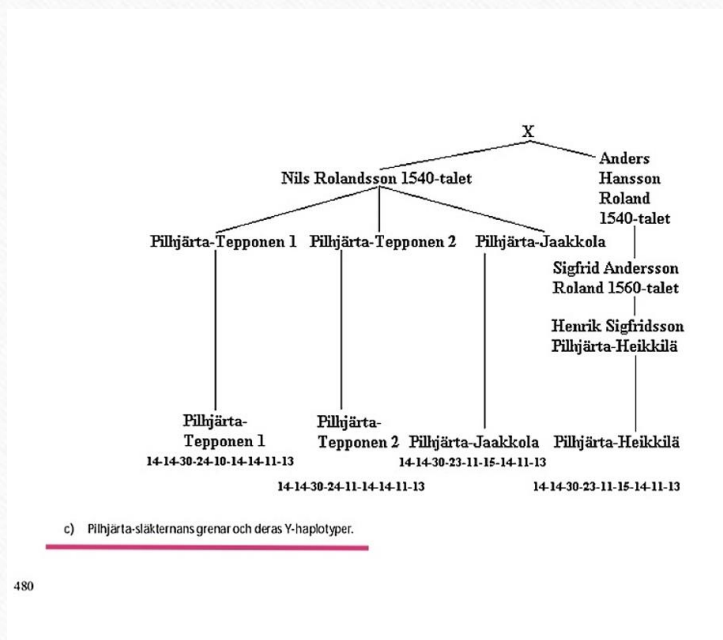 X
Nils Rolandsson 1540-talet
Anders
Hansson
Roland
1540-talet
Pilhjärta-Tepponen 1
Pilhjärta-Tepponen 2
Pilhjärta-Jaakkola
Sigfrid Andersson
Roland 1560-talet
Henrik Sigfridsson
Pilhjärta-Heikkilä
Pilhjärta-
Tepponen 1
14-14-30-24-10-14-14-11-13
Pilhjärta-
Tepponen 2
14-14-30-24-11-14-14-11-13
Pilhjärta-Jaakkola
14-14-30-23-11-15-14-11-13
Pilhjärta-Heikkilä
14-14-30-23-11-15-14-11-13
c) Pilhjärta-släkternans grenar och deras Y-haplotyper.
480